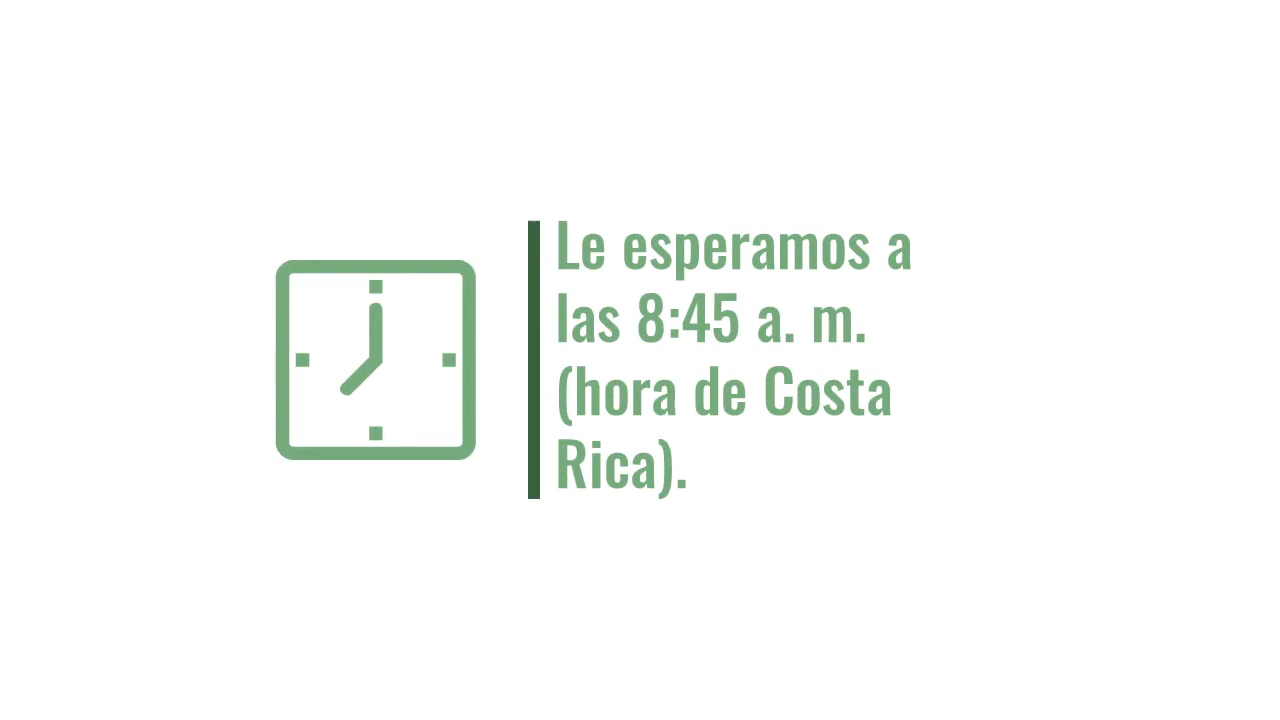 Le esperamos a
las 8:45 a. m.
(hora de Costa
Rica).